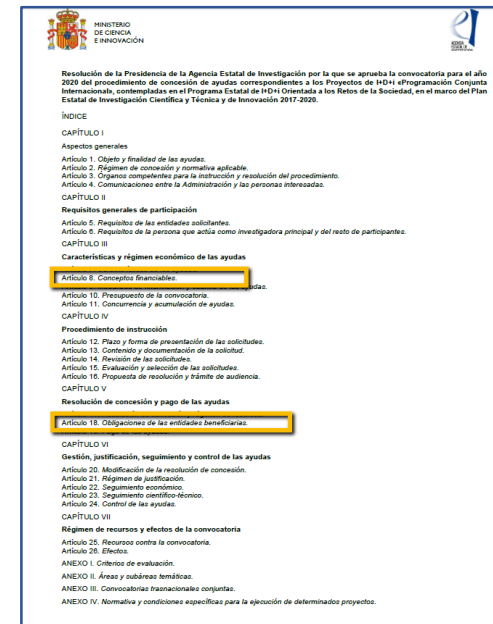 MINISTERIO
DE CIENCIA
E INNOVACIÓN
Resolución de la Presidencia de la Agencia Estatal de Investigación por la que se aprueba la convocatoria para el año
2020 del procedimiento de concesión de ayudas correspondientes a los Proyectos de I+D+i «Programación Conjunta
Internacional», contempladas en el Programa Estatal de I+D+i Orientada a los Retos de la Sociedad, en el marco del Plan
Estatal de Investigación Científica y Técnica y de Innovación 2017-2020.
ÍNDICE
CAPÍTULO I
Aspectos generales
Artículo 1. Objeto y finalidad de las ayudas.
Artículo 2. Régimen de concesión y normativa aplicable.
Artículo 3. Órganos competentes para la instrucción y resolución del procedimiento.
Artículo 4. Comunicaciones entre la Administración y las personas interesadas.
CAPÍTULO II
Requisitos generales de participación
Artículo 5. Requisitos de las entidades solicitantes.
Artículo 6. Requisitos de la persona que actúa como investigadora principal y del resto de participantes.
CAPÍTULO III
Características y régimen económico de las ayudas
Artículo 8. Conceptos financiables.
ayudas.
Artículo 10. Presupuesto de la convocatoria.
Artículo 11. Concurrencia y acumulación de ayudas.
CAPÍTULO IV
Procedimiento de instrucción
Artículo 12. Plazo y forma de presentación de las solicitudes.
Artículo 13. Contenido y documentación de la solicitud.
Artículo 14. Revisión de las solicitudes.
Artículo 15. Evaluación y selección de las solicitudes.
Artículo 16. Propuesta de resolución y trámite de audiencia.
CAPÍTULO V
Resolución de concesión y pago de las ayudas
Artículo 18. Obligaciones de las entidades beneficiarias.
CAPÍTULO VI
Gestión, justificación, seguimiento y control de las ayudas
Artículo 20. Modificación de la resolución de concesión.
Artículo 21. Régimen de justificación.
Artículo 22. Seguimiento económico.
Artículo 23. Seguimiento científico-técnico.
Artículo 24. Control de las ayudas.
CAPÍTULO VII
Régimen de recursos y efectos de la convocatoria
Artículo 25. Recursos contra la convocatoria.
Artículo 26. Efectos.
ANEXO I. Criterios de evaluación.
ANEXO II. Áreas y subáreas temáticas.
ANEXO III. Convocatorias trasnacionales conjuntas.
ANEXO IV. Normativa y condiciones específicas para la ejecución de determinados proyectos.